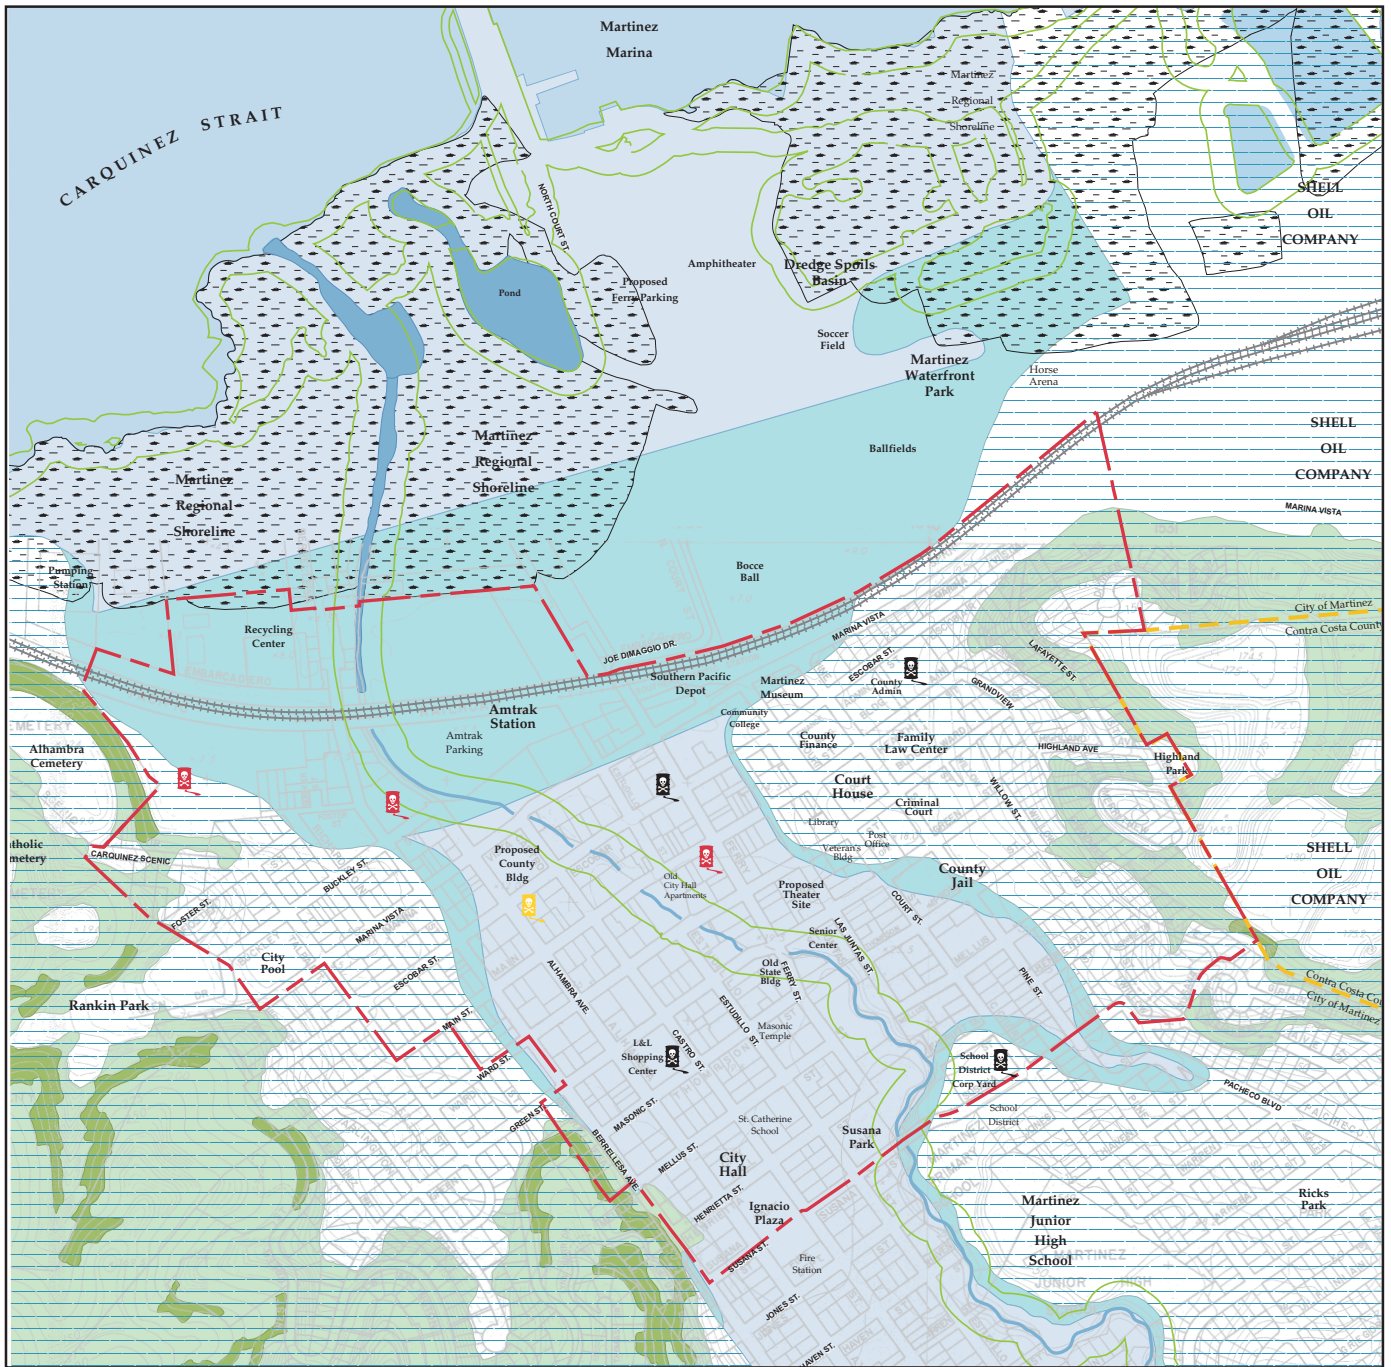 Martinez
Marina
CARQUINEZ STRAIT
Martinez
Regional
Shoreline
SHELL
OIL
COMPANY
NORTH COURT ST.
Amphitheater
Dredge Spoils
Basin
Proposed
Ferry Parking
Pond
Soccer
Field
Martinez
Waterfront
Park
Horse
Arena
SHELL
OIL
COMPANY
Ballfields
Martinez
Regional
Shoreline
Martinez
Regional
Shoreline
MARINA VISTA
Pumping
Station
Bocce
Ball
City of Martinez
Contra Costa County
Recycling
Center
MARINA VISTA
JOE DIMAGGIO DR.
ESCOBAR ST.
LAFAYETTE ST.
EMBARCADERO
Southern Pacific
Depot
Martinez
Museum
County
Admin
GRANDVIEW
Amtrak
Station
Community
College
Amtrak
Parking
County
Finance
Family
Law Center
HIGHLAND AVE
Highland
Park
EMETERY
Alhambra
Cemetery
Court
House
Criminal
Court
WILLOW ST.
Library
Post
Office
Veteran's
Bldg
tholic
metery
CARQUINEZ SCENIC
BUCKLEY ST.
Proposed
County
Bldg
Old
City Hall
Apartments
Proposed
Theater
Site
County
Jail
SHELL
OIL
COMPANY
FOSTER ST.
MARINA VISTA
COURT ST.
LAS JUNTAS ST.
Senior
Center
City
Pool
ESCOBAR ST.
Old
State
Bldg
FERRY ST.
PINE ST.
Contra Costa Cou
City of Martinez
Rankin Park
ALHAMBRA AVE.
ESTUDILLO ST.
MAIN ST.
Masonic
Temple
L&L
Shopping
Center
CASTRO ST.
WARD ST.
School
District
Corp Yard
PACHECO BLVD
GREEN ST.
MASONIC ST.
School
District
St. Catherine
School
Susana
Park
BERRELLESA AVE.
MELLUS ST.
City
Hall
HENRIETTA ST.
Ignacio
Plaza
Martinez
Junior
High
School
Ricks
Park
SUSANA ST.
Fire
Station
MARTINEZ
JUNIOR HIGH
JONES ST.
HAVEN ST.